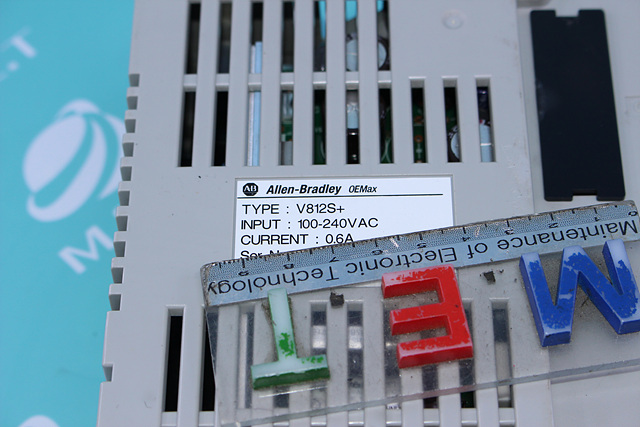 AB Allen-Bradley OEMax
TYPE : V812S+
INPUT : 100-240VAC
CURRENT : 0.6A
Maintenance of Electronic Technology
MET